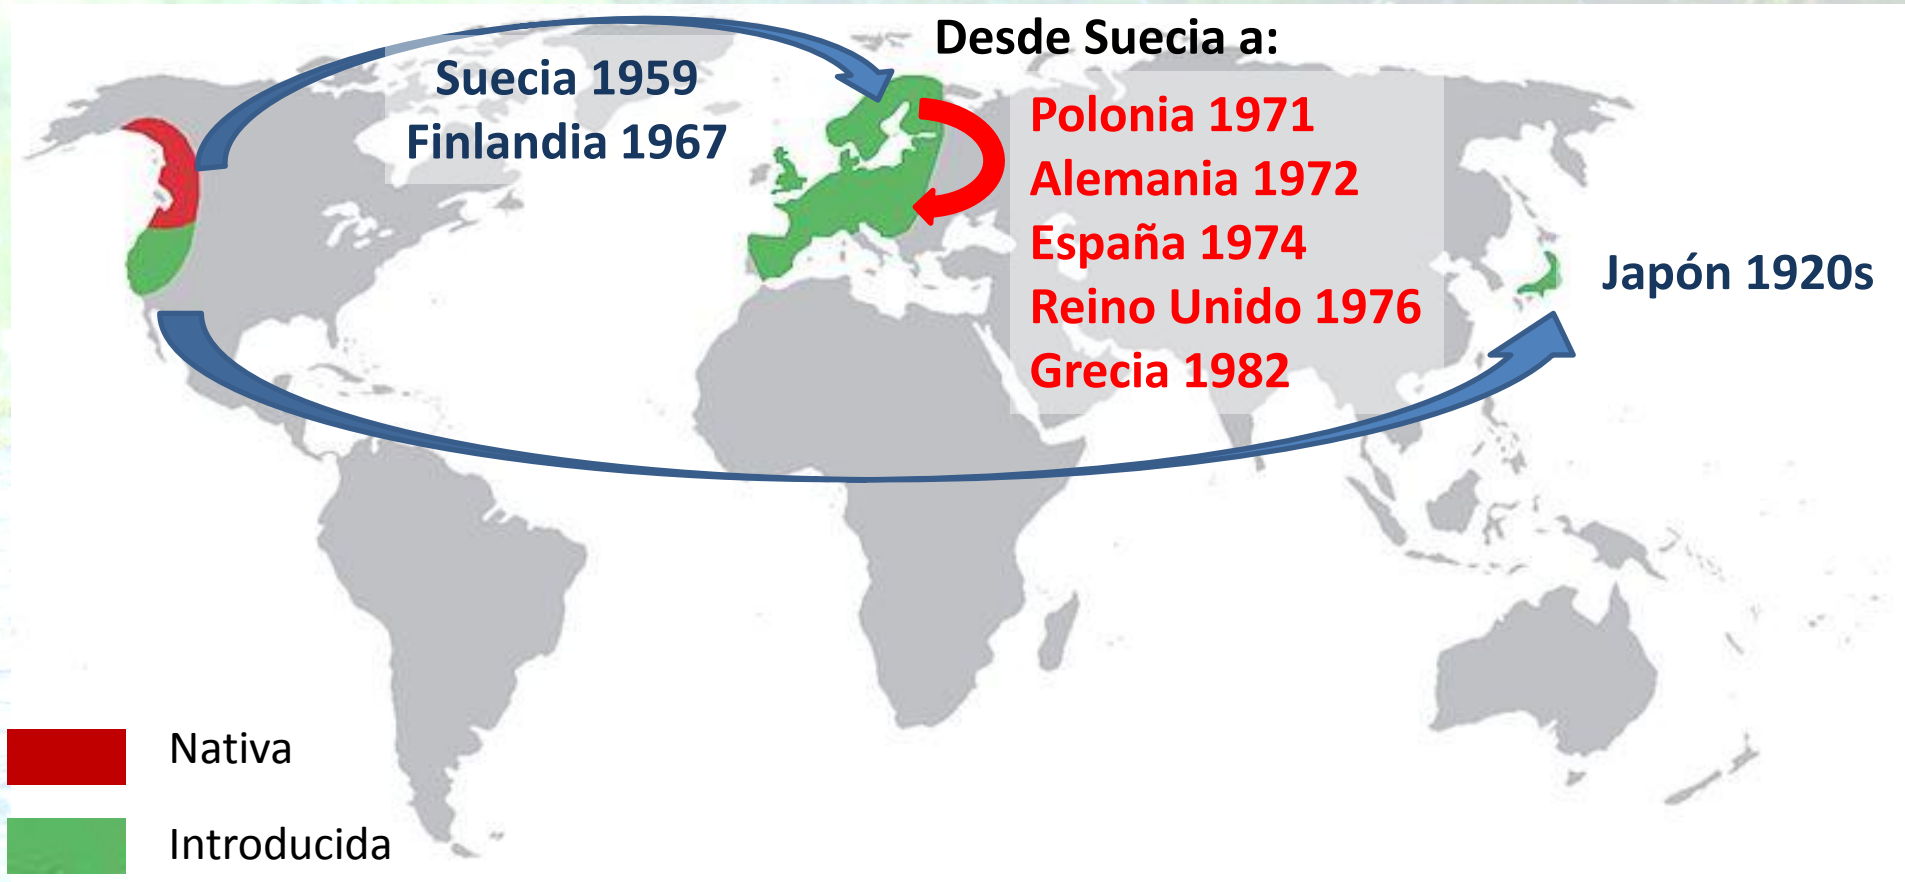 Desde Suecia a:
Suecia 1959
Finlandia 1967
Polonia 1971
Alemania 1972
España 1974
Reino Unido 1976
Grecia 1982
Japón 1920s
Nativa
Introducida